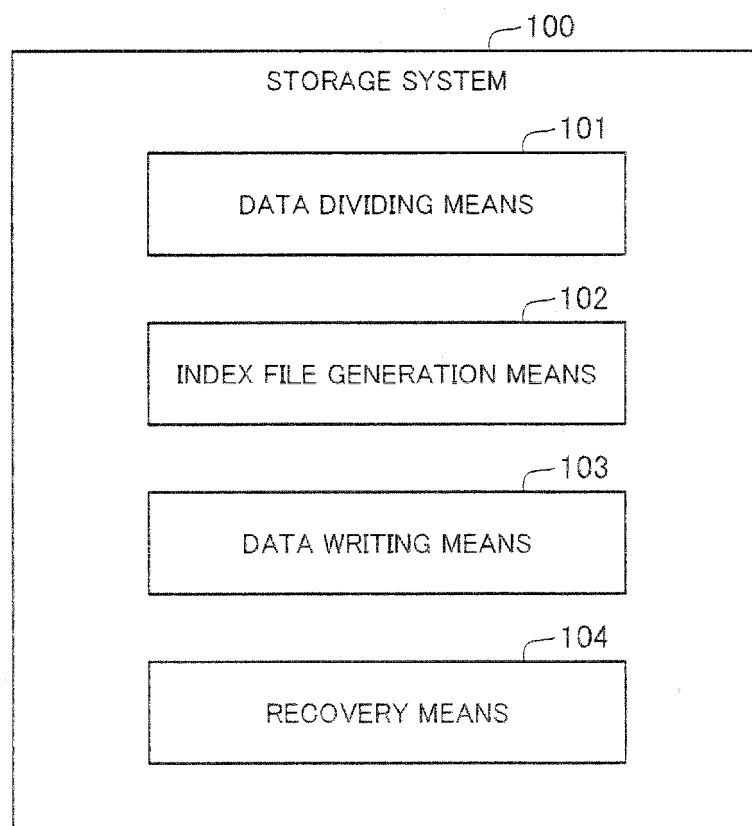 100
STORAGE SYSTEM
101
DATA DIVIDING MEANS
102
INDEX FILE GENERATION MEANS
103
DATA WRITING MEANS
104
RECOVERY MEANS